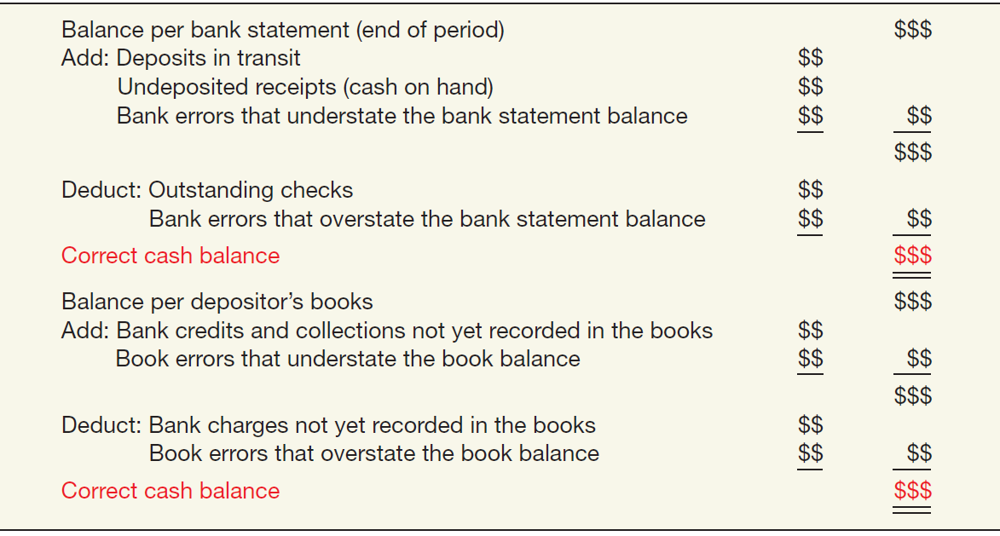 Balance per bank statement (end of period) $$$
Add: Deposits in transit $$
Undeposited receipts (cash on hand) $$
Bank errors that understate the bank statement balance $$ $$
$$$
Deduct: Outstanding checks $$
Bank errors that overstate the bank statement balance $$ $$
Correct cash balance $$$
Balance per depositor’s books $$$
Add: Bank credits and collections not yet recorded in the books $$
Book errors that understate the book balance $$ $$
$$$
Deduct: Bank charges not yet recorded in the books $$
Book errors that overstate the book balance $$ $$
Correct cash balance $$$